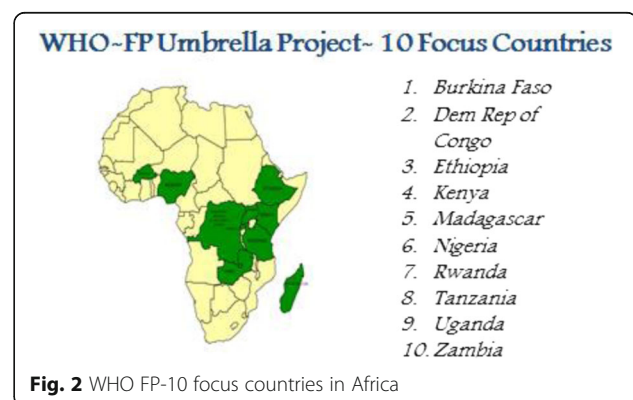 WHO~FP Umbrella Project~ 10 Focus Countries
1. Burkina Faso
2. Dem Rep of
Congo
3. Ethiopia
4. Kenya
5. Madagascar
6. Nigeria
7. Rwanda
8. Tanzania
9. Uganda
10. Zambia
Fig. 2 WHO FP-10 focus countries in Africa